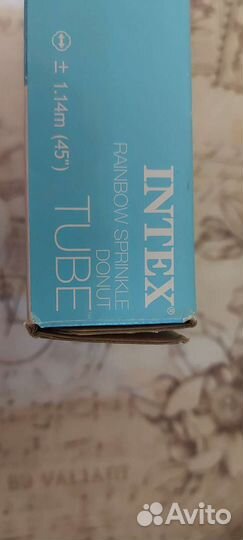 INTEX®
RAINBOW SPRINKLE
DONUT
TUBE
± 1.14m (45")
Avito